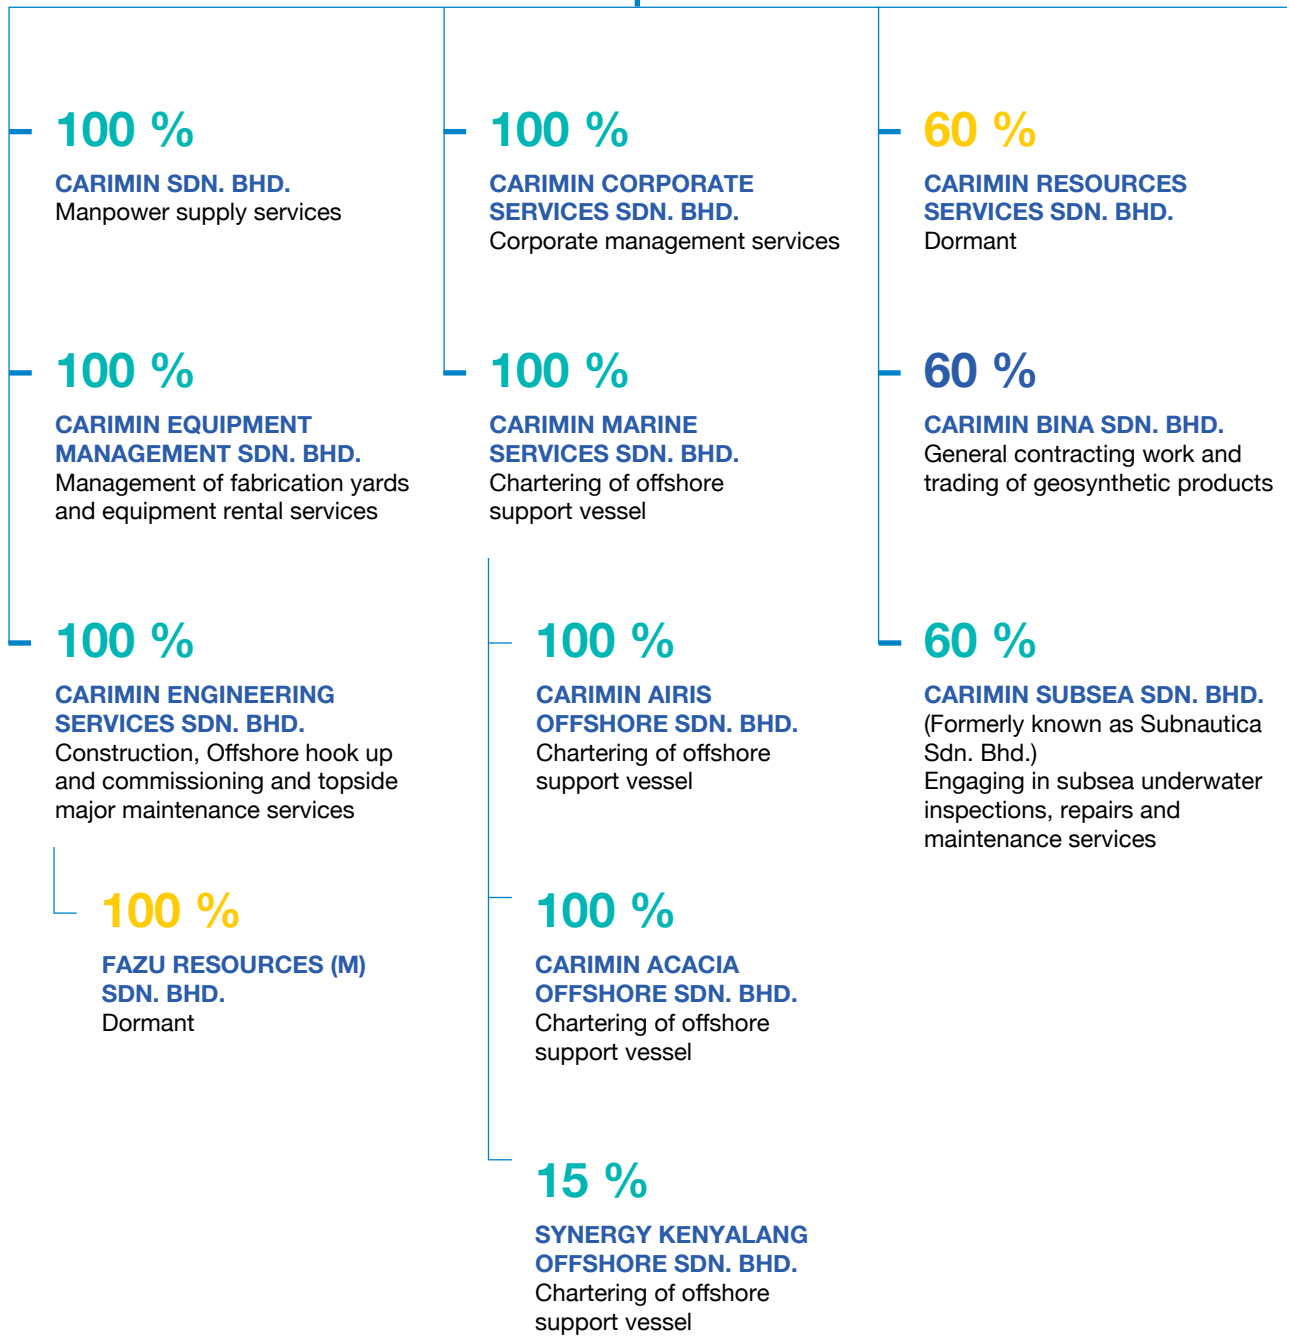 100 %
CARIMIN SDN. BHD.
Manpower supply services
100 %
CARIMIN EQUIPMENT
MANAGEMENT SDN. BHD.
Management of fabrication yards
and equipment rental services
100 %
CARIMIN ENGINEERING
SERVICES SDN. BHD.
Construction, Offshore hook up
and commissioning and topside
major maintenance services
100 %
FAZU RESOURCES (M)
SDN. BHD.
Dormant
100 %
CARIMIN CORPORATE
SERVICES SDN. BHD.
Corporate management services
100 %
CARIMIN MARINE
SERVICES SDN. BHD.
Chartering of offshore
support vessel
100 %
CARIMIN AIRIS
OFFSHORE SDN. BHD.
Chartering of offshore
support vessel
100 %
CARIMIN ACACIA
OFFSHORE SDN. BHD.
Chartering of offshore
support vessel
15 %
SYNERGY KENYALANG
OFFSHORE SDN. BHD.
Chartering of offshore
support vessel
60 %
CARIMIN RESOURCES
SERVICES SDN. BHD.
Dormant
60 %
CARIMIN BINA SDN. BHD.
General contracting work and
trading of geosynthetic products
60 %
CARIMIN SUBSEA SDN. BHD.
(Formerly known as Subnautica
Sdn. Bhd.)
Engaging in subsea underwater
inspections, repairs and
maintenance services